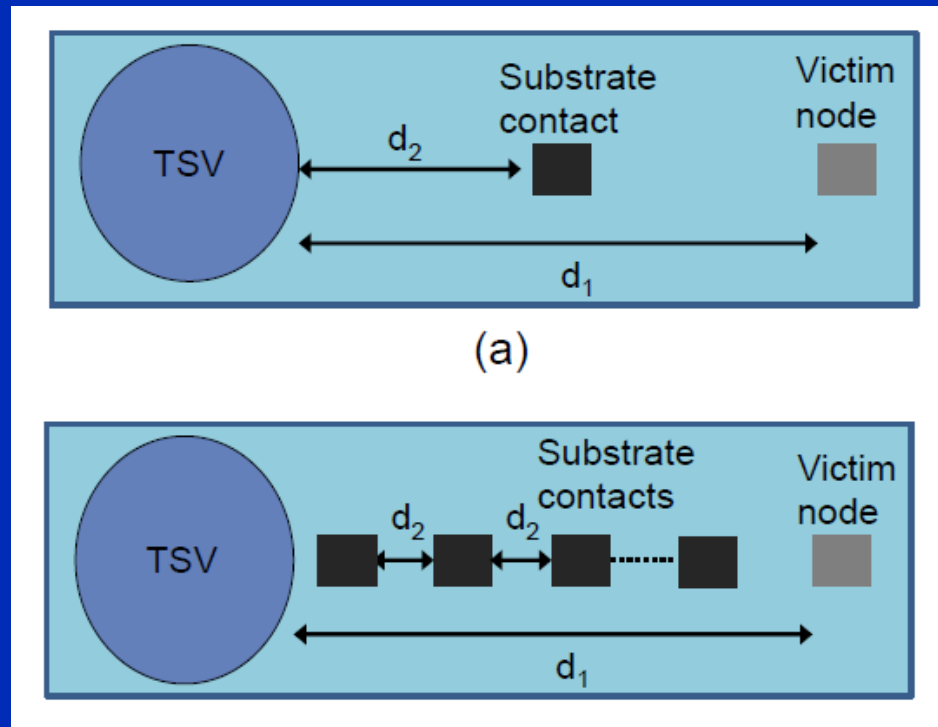 Substrate
contact
Victim
node
TSV
d₂
d₁
(a)
Substrate
contacts
Victim
node
d₂
d₂
TSV
d₁